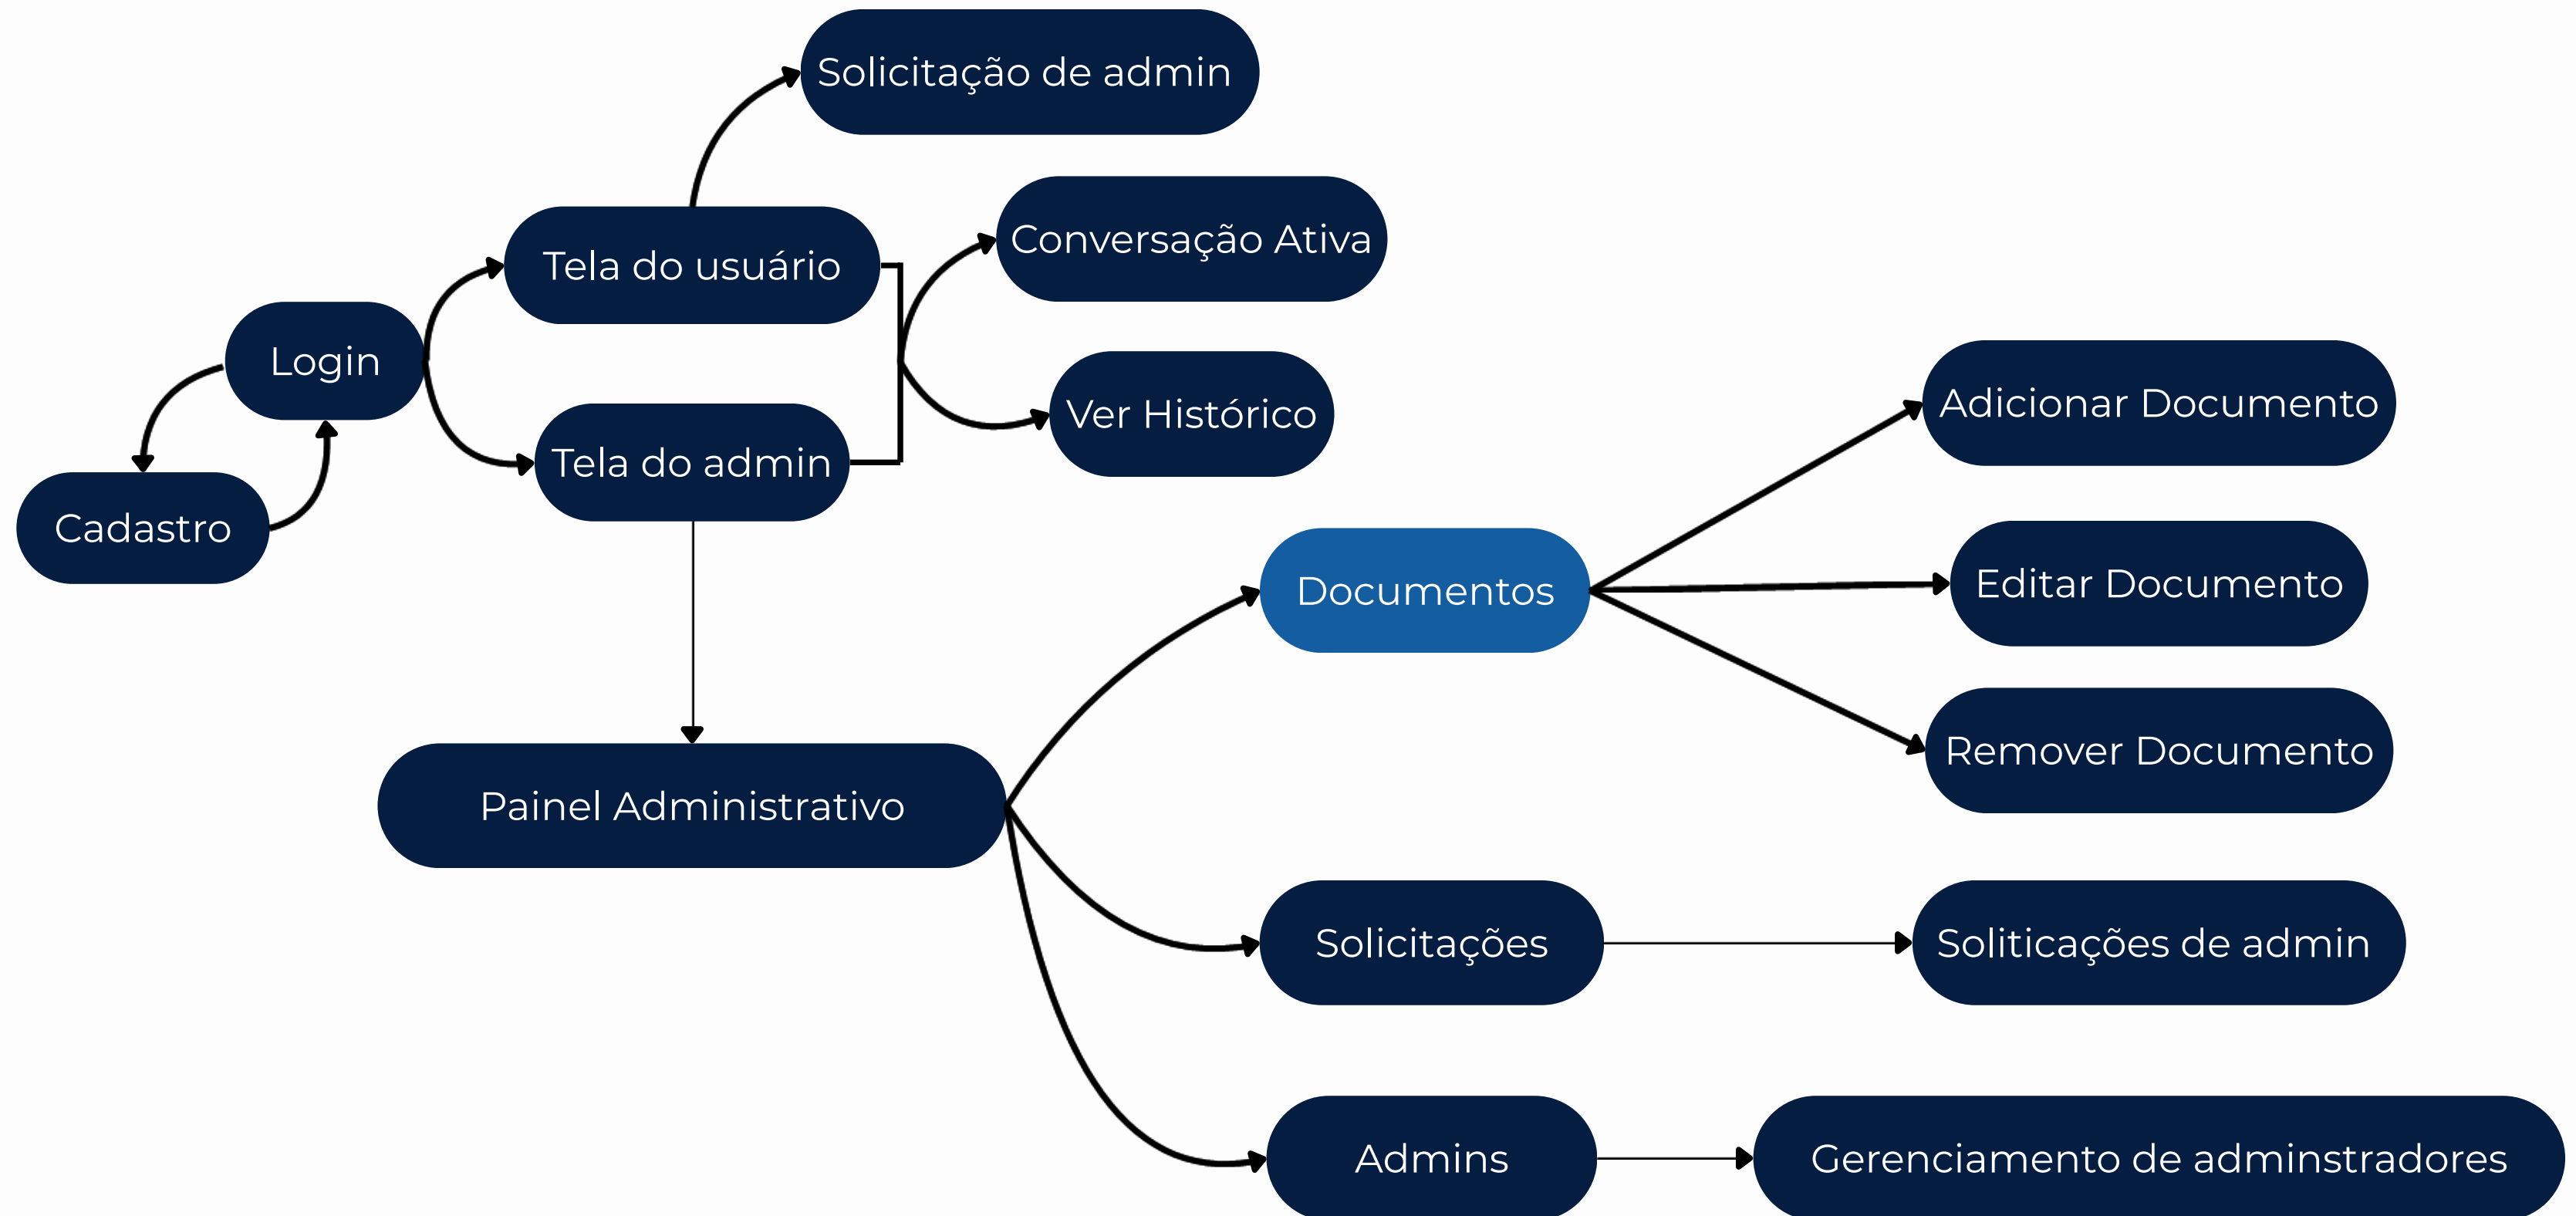 Solicitação de admin
Conversação Ativa
Tela do usuário
Login
Ver Histórico
Tela do admin
Cadastro
Adicionar Documento
Documentos
Editar Documento
Remover Documento
Painel Administrativo
Solicitações
Soliticações de admin
Admins
Gerenciamento de adminstradores